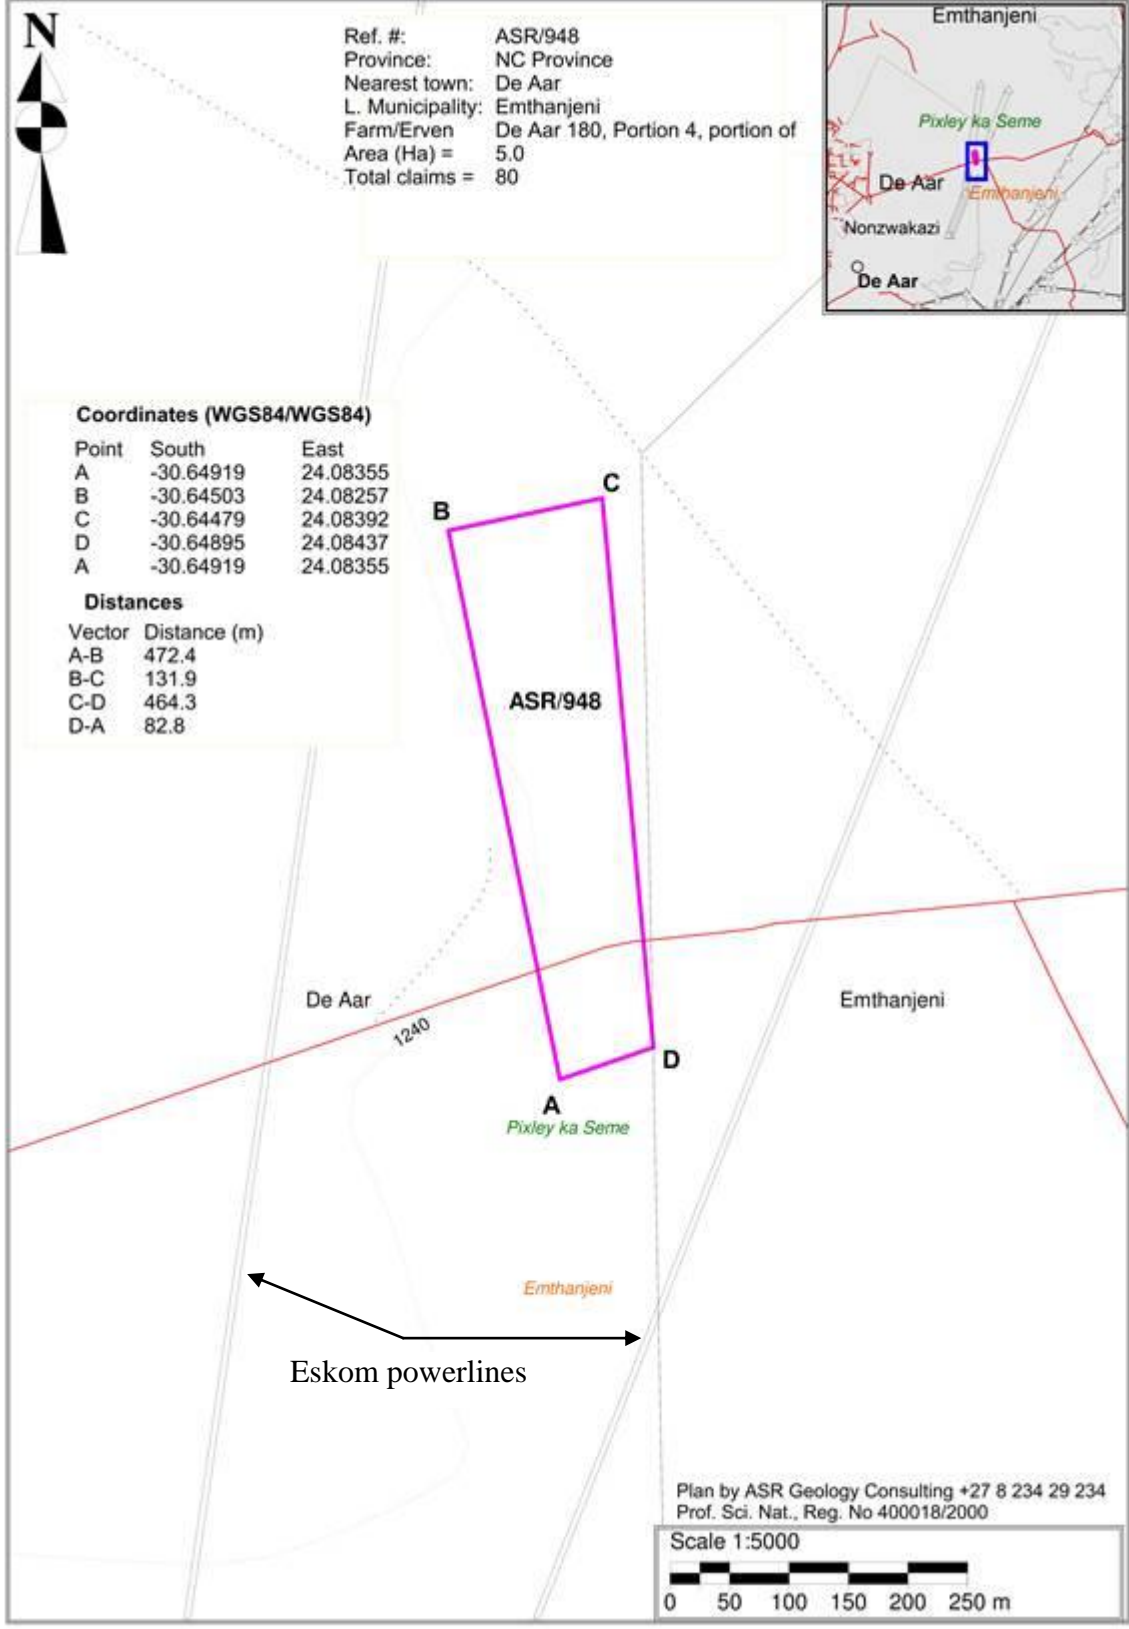 N
Ref. #: ASR/948
Province: NC Province
Nearest town: De Aar
L. Municipality: Emthanjeni
Farm/Erven De Aar 180, Portion 4, portion of
Area (Ha) = 5.0
Total claims = 80
Emthanjeni
Pixley ka Seme
De Aar
Emthanjeni
Nonzwakazi
De Aar
Coordinates (WGS84/WGS84)
Point South East
A -30.64919 24.08355
B -30.64503 24.08257
C -30.64479 24.08392
D -30.64895 24.08437
A -30.64919 24.08355
Distances
Vector Distance (m)
A-B 472.4
B-C 131.9
C-D 464.3
D-A 82.8
C
B
ASR/948
De Aar
Emthanjeni
1240
D
A
Pixley ka Seme
Emthanjeni
Eskom powerlines
Plan by ASR Geology Consulting +27 8 234 29 234
Prof. Sci. Nat., Reg. No 400018/2000
Scale 1:5000
0 50 100 150 200 250 m